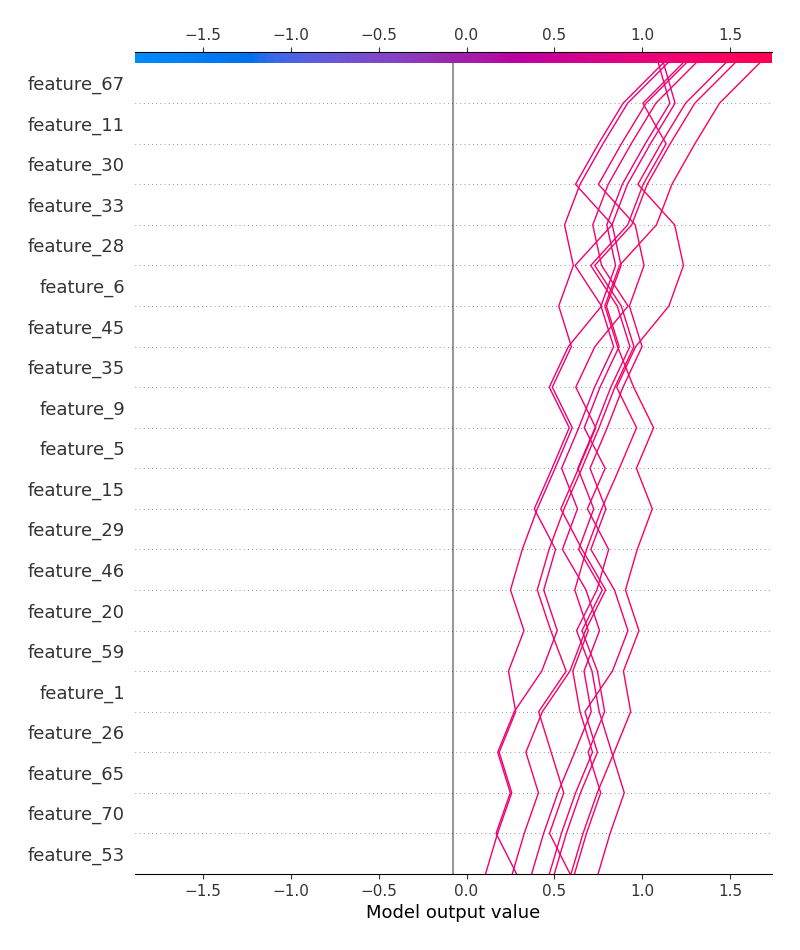 −1.5 −1.0 −0.5 0.0 0.5 1.0 1.5
feature_67
feature_11
feature_30
feature_33
feature_28
feature_6
feature_45
feature_35
feature_9
feature_5
feature_15
feature_29
feature_46
feature_20
feature_59
feature_1
feature_26
feature_65
feature_70
feature_53
−1.5 −1.0 −0.5 0.0 0.5 1.0 1.5
Model output value